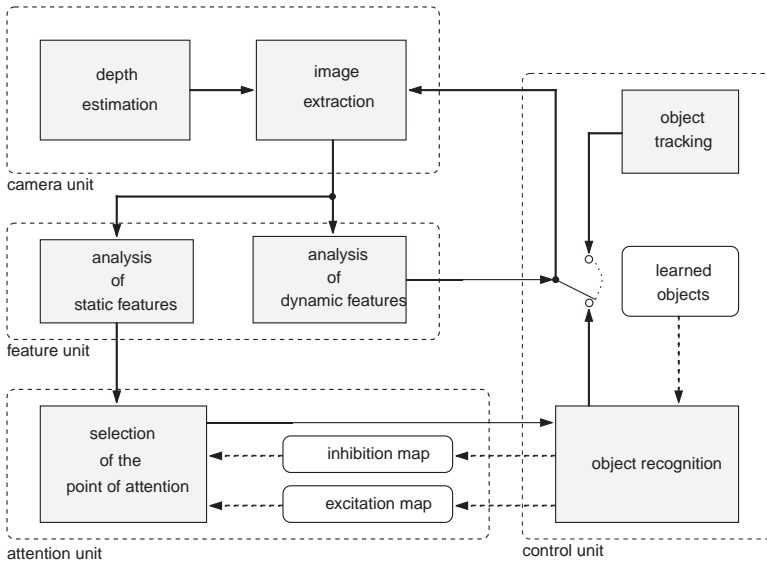 depth
estimation
image
extraction
camera unit
object
tracking
analysis
of
static features
analysis
of
dynamic features
learned
objects
feature unit
selection
of the
point of attention
inhibition map
excitation map
object recognition
attention unit
control unit